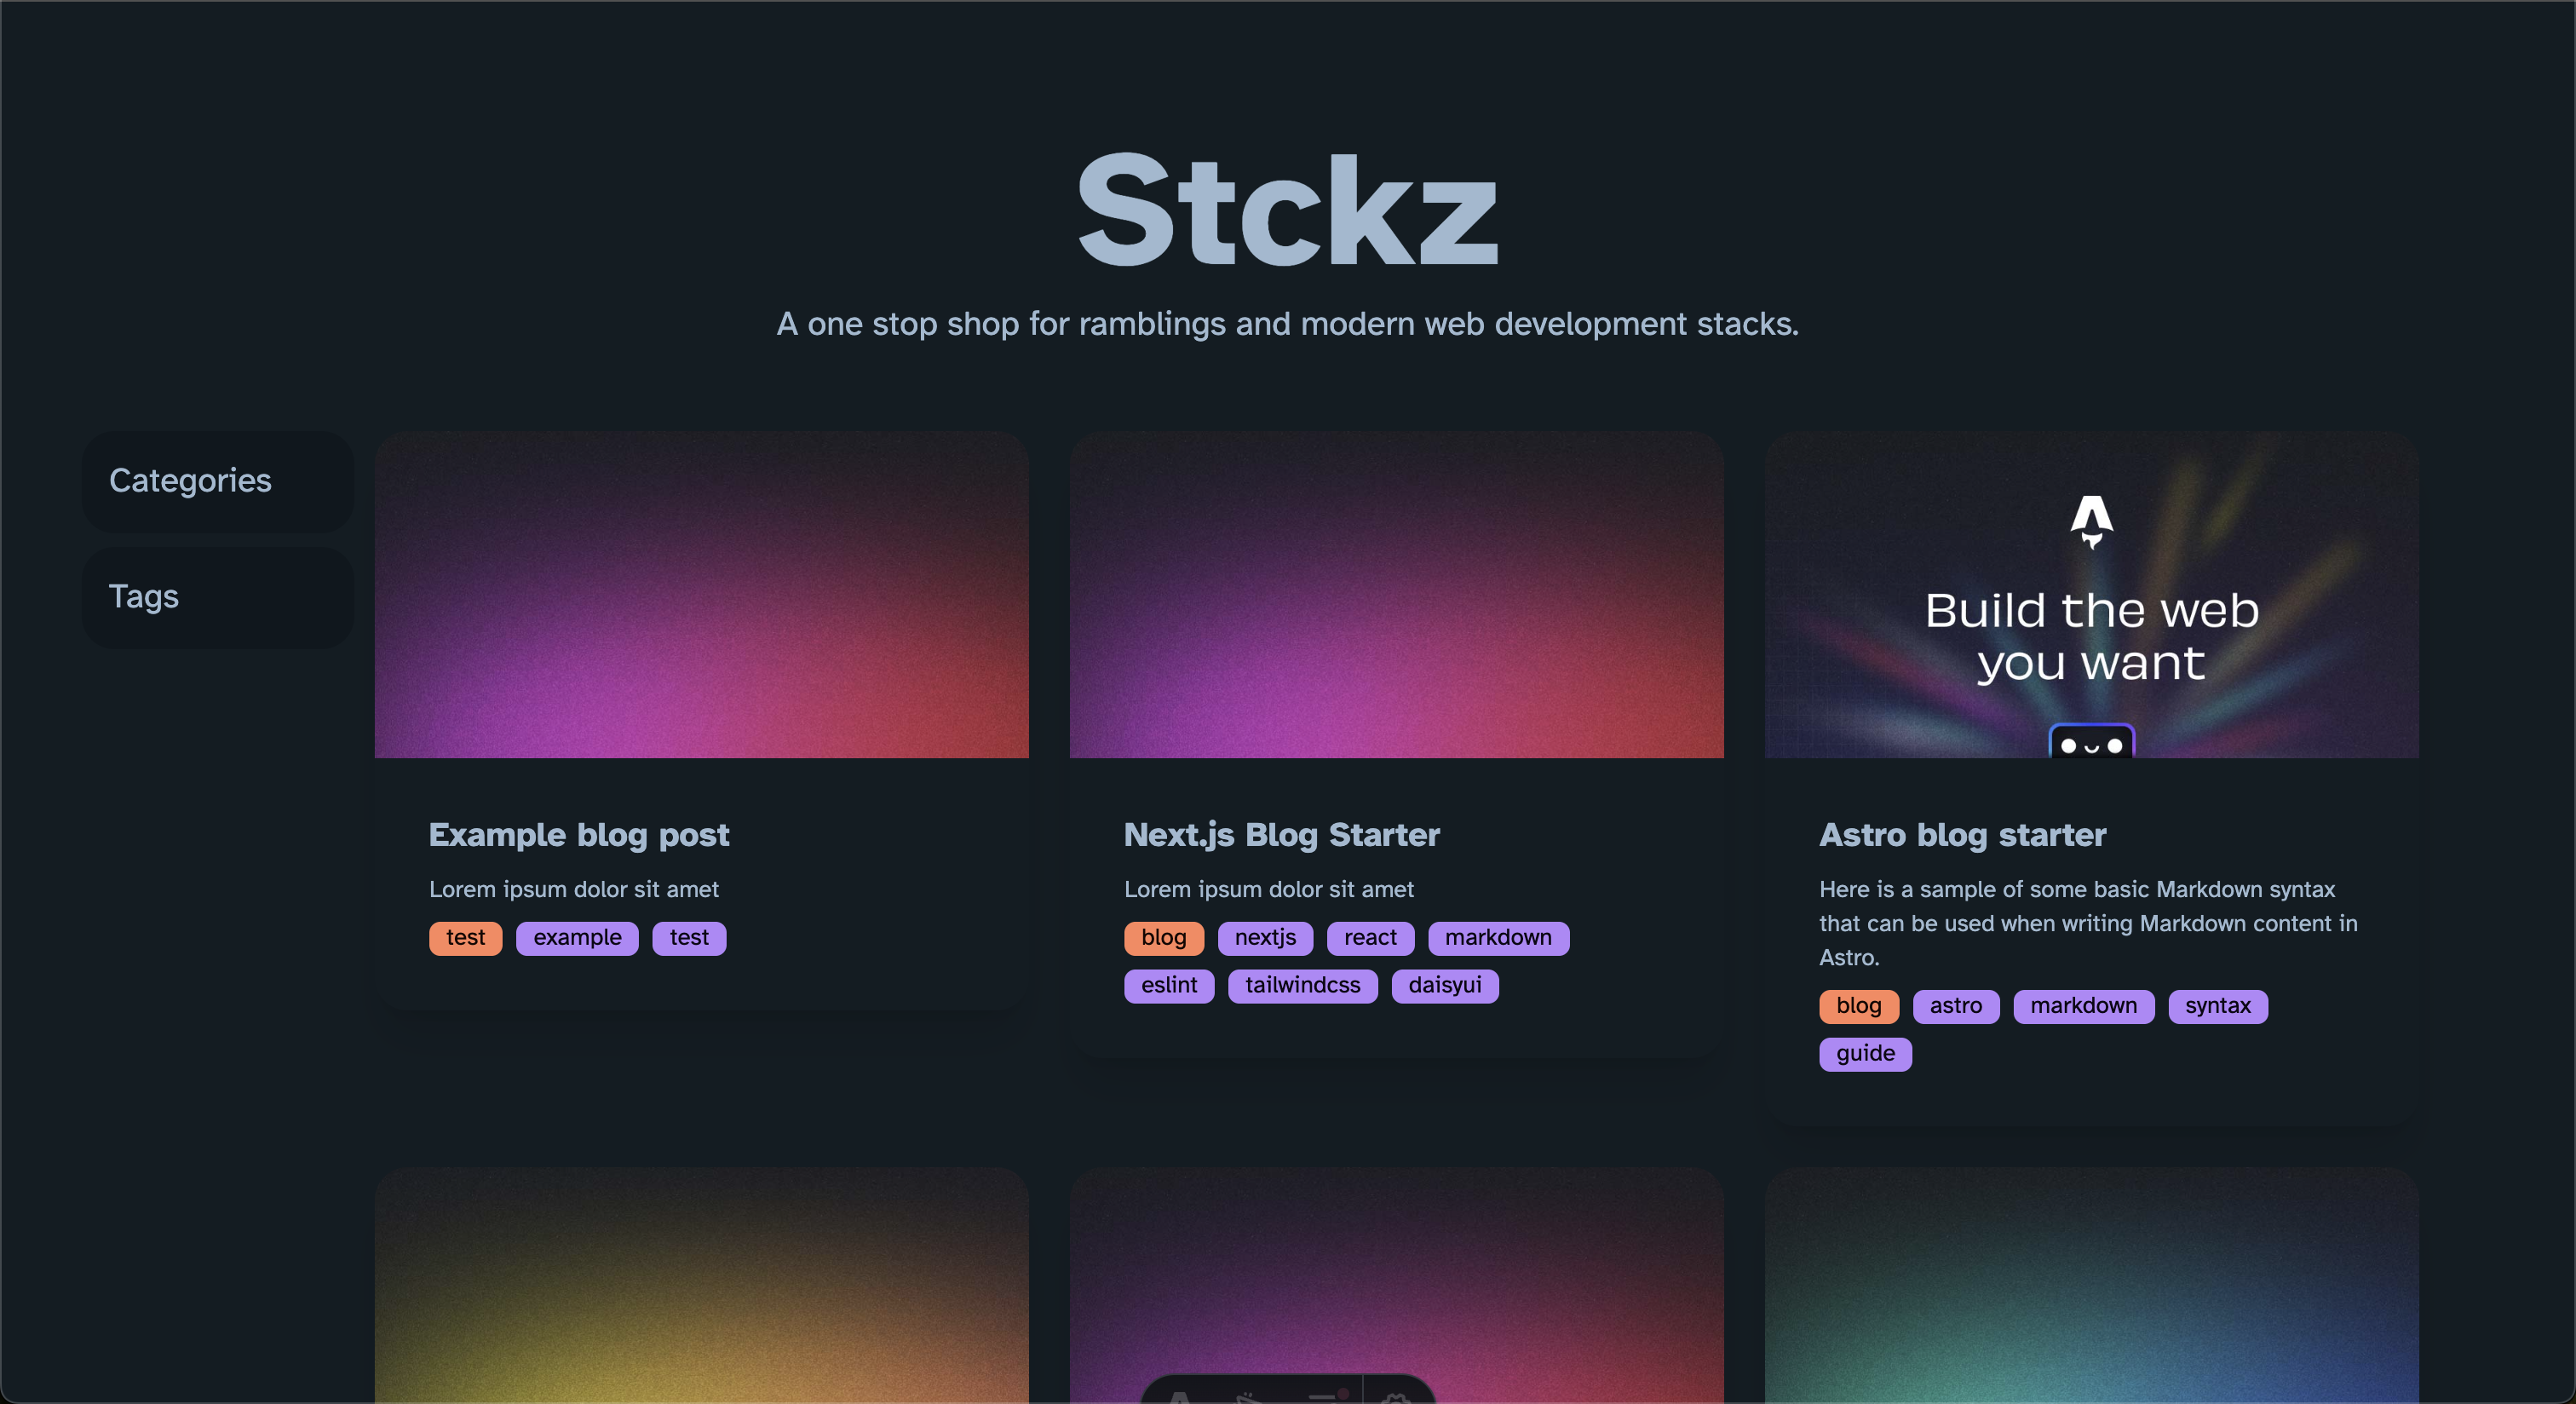 Stckz
A one stop shop for ramblings and modern web development stacks.
Categories
Tags
Example blog post
Lorem ipsum dolor sit amet
test example test
Next.js Blog Starter
Lorem ipsum dolor sit amet
blog nextjs react markdown
eslint tailwindcss daisyui
Build the web
you want
Astro blog starter
Here is a sample of some basic Markdown syntax
that can be used when writing Markdown content in
Astro.
blog astro markdown syntax
guide